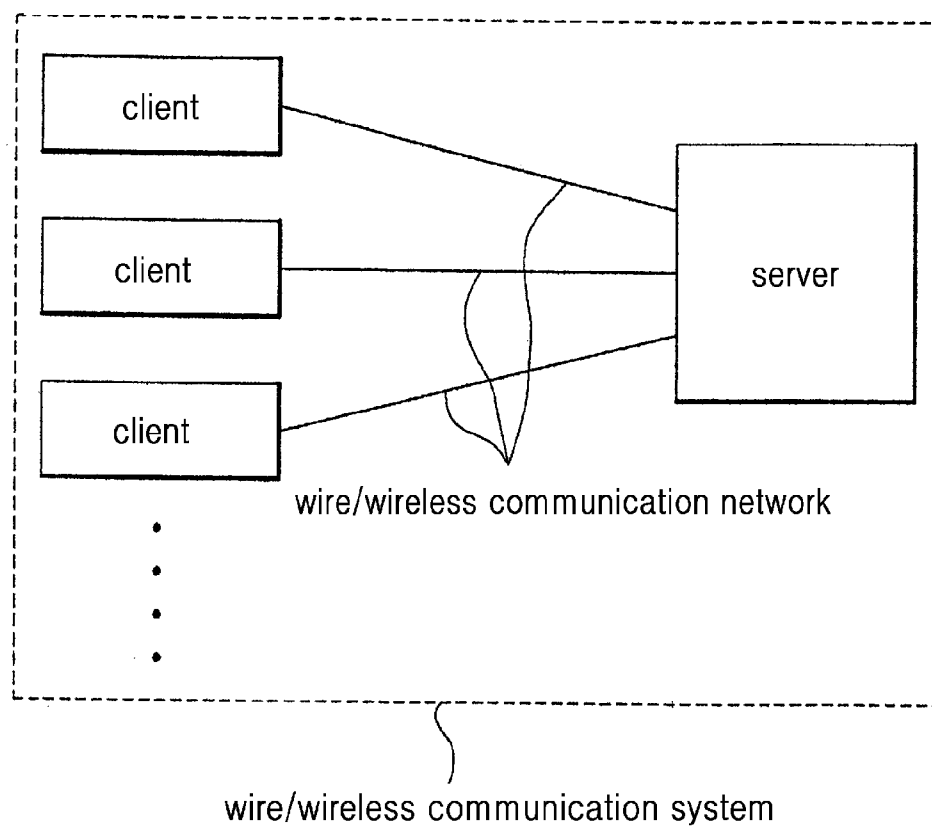 client
client
server
client
wire/wireless communication network
wire/wireless communication system